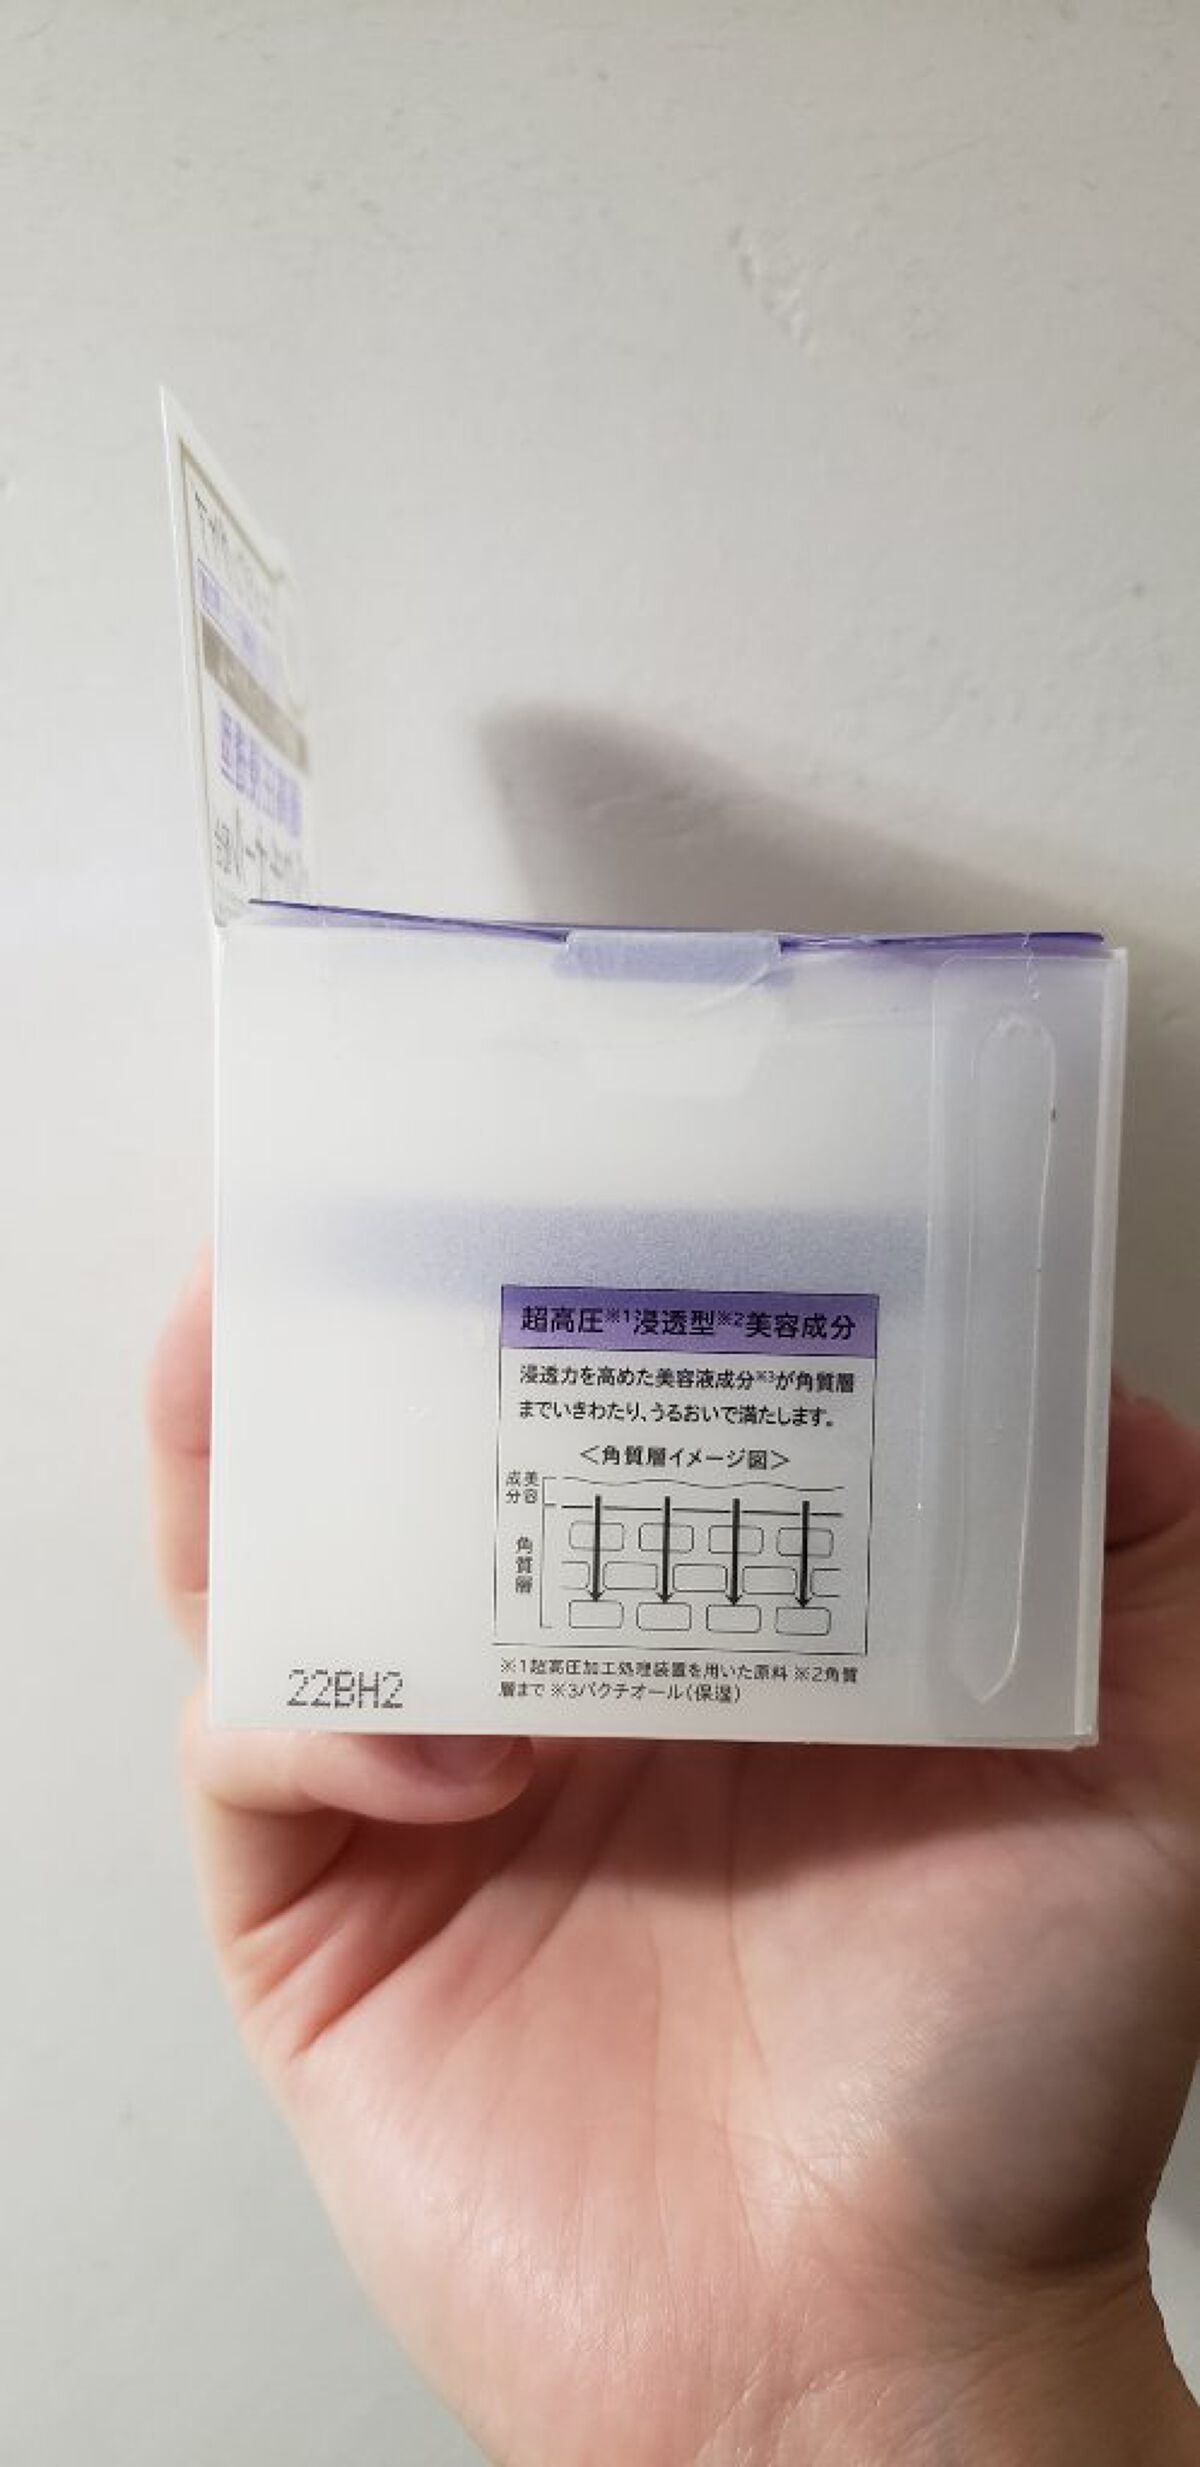 超高圧※1浸透型※2美容成分
浸透力を高めた美容液成分※3が角質層
までいきわたり、うるおいで満たします。
＜角質層イメージ図＞
美容成分
角質層
※1超高圧加工処理装置を用いた原料 ※2角質
層まで ※3バクチオール(保湿)
22BH2